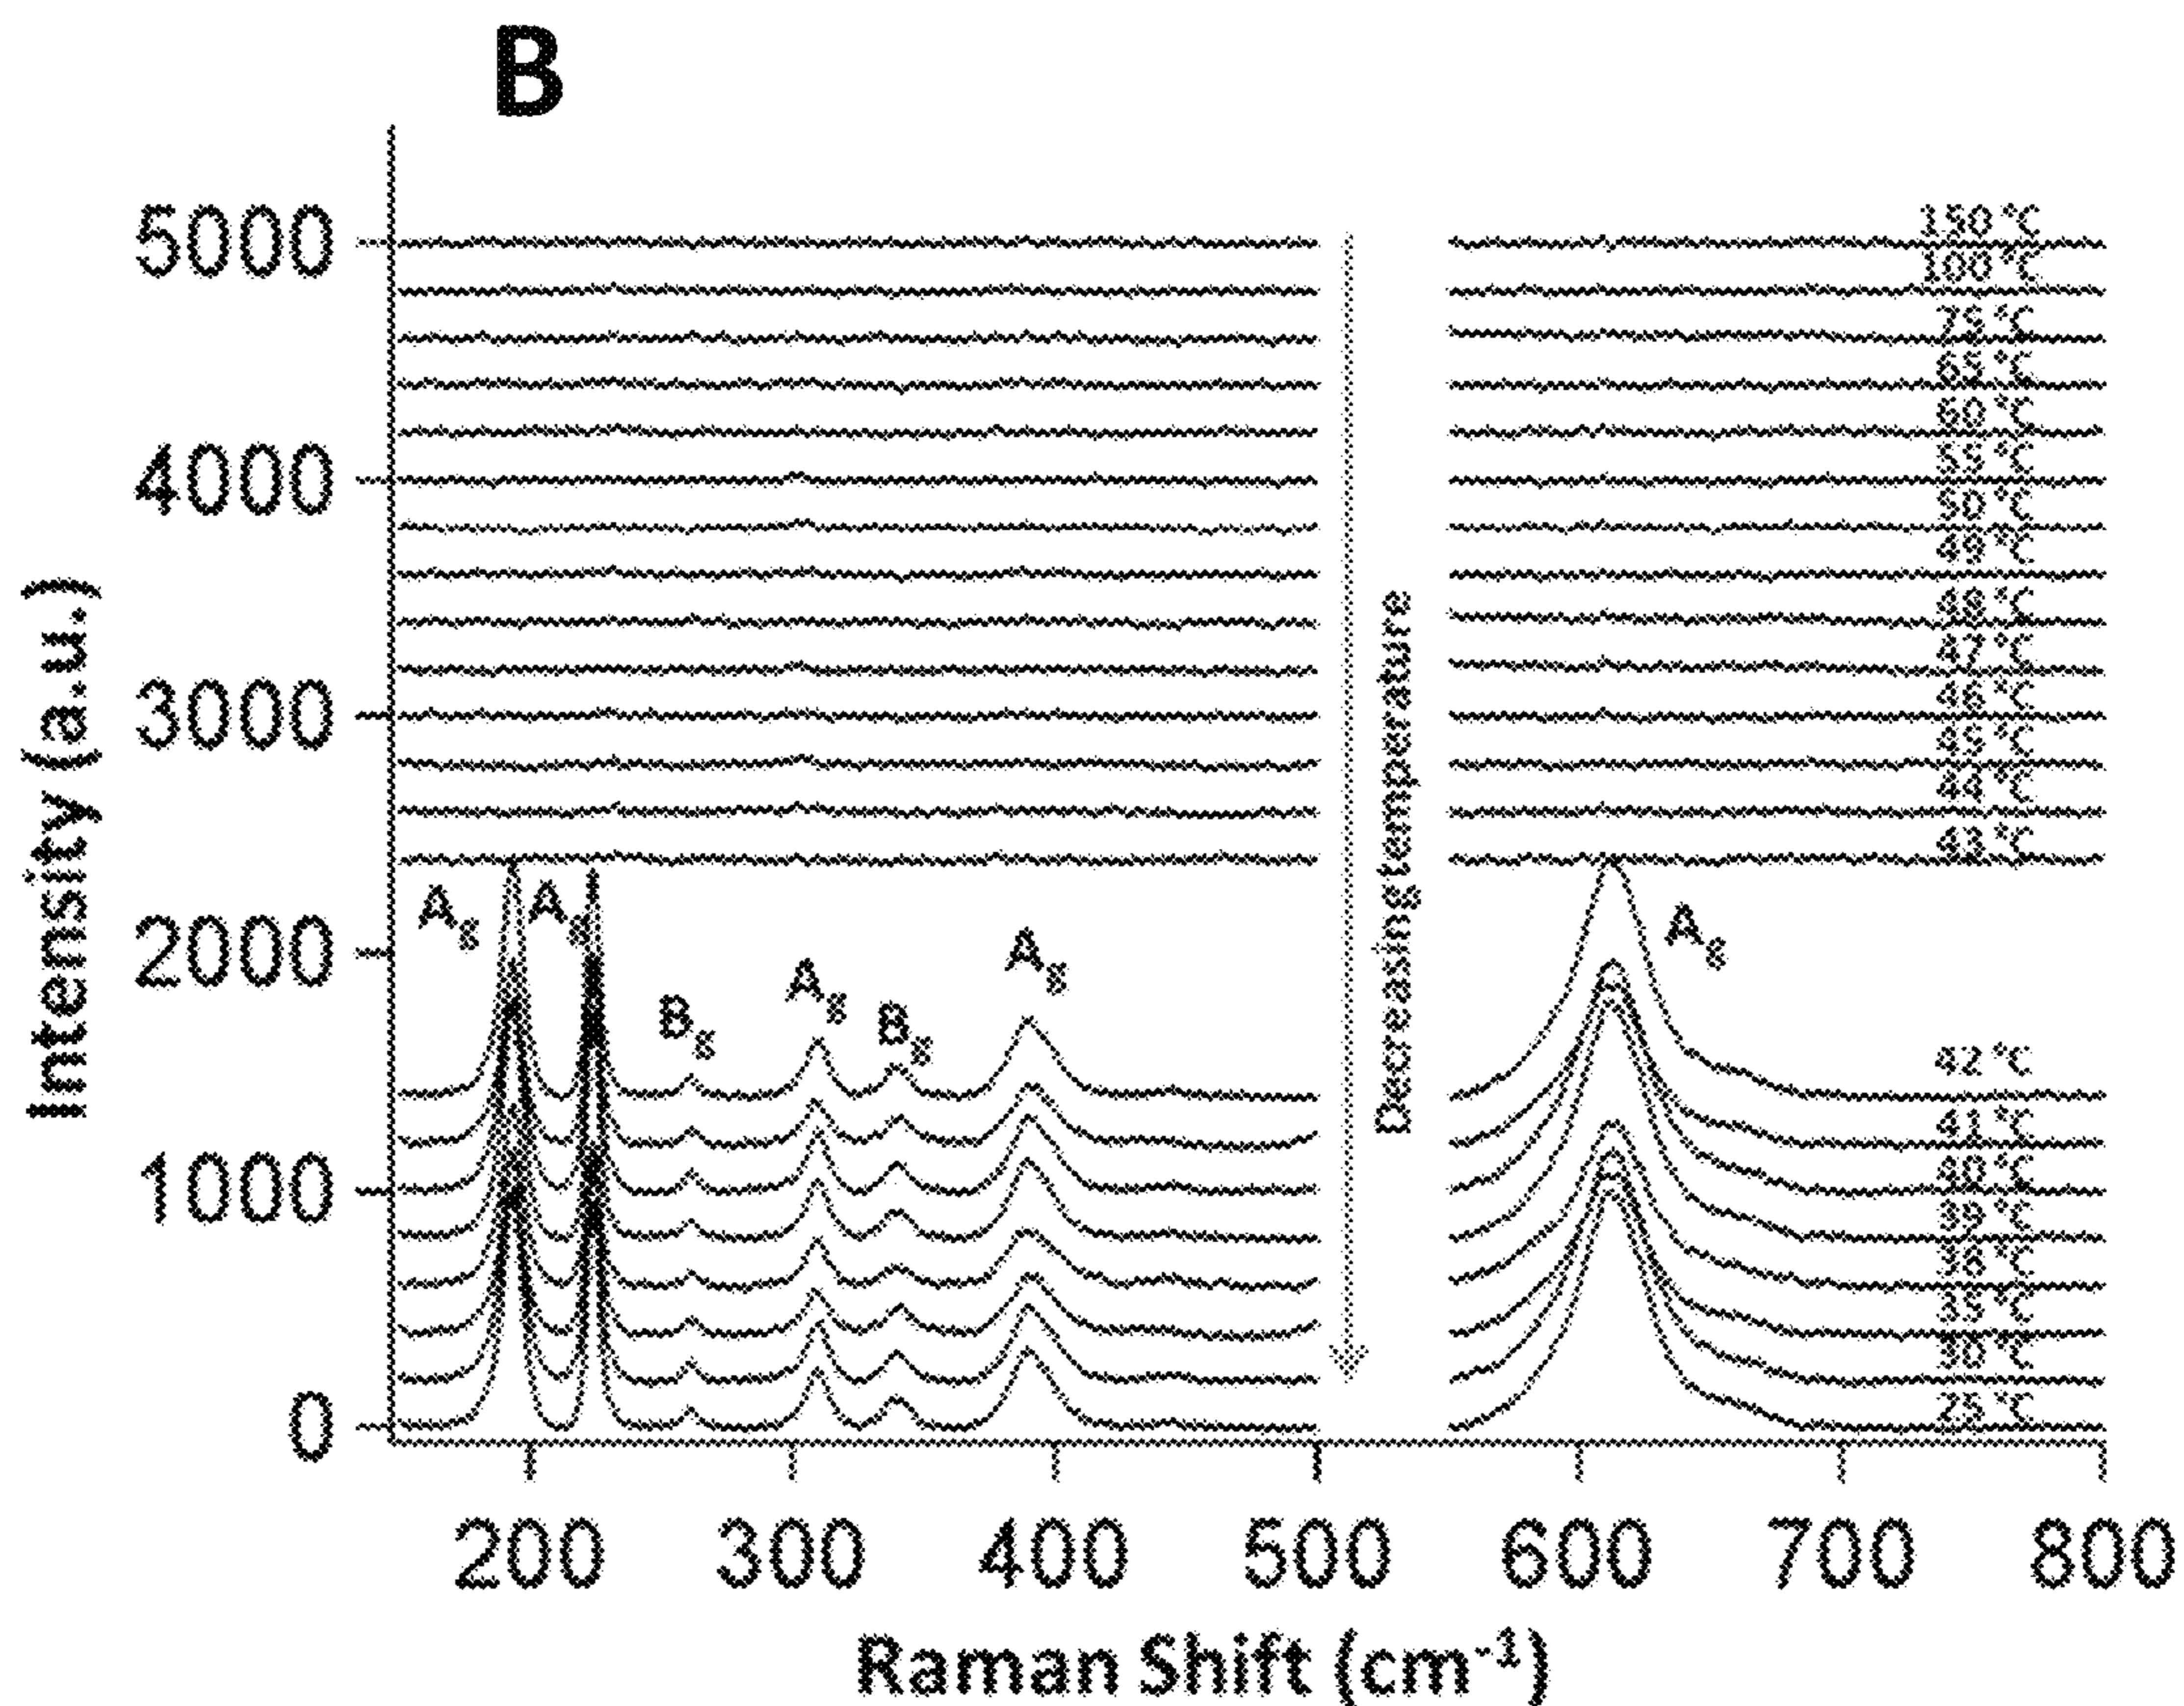 B
5000
4000
3000
2000
1000
0
Intensity (a.u.)
150 °C
100 °C
75 °C
65 °C
60 °C
55 °C
50 °C
49 °C
48 °C
47 °C
46 °C
45 °C
44 °C
43 °C
42 °C
41 °C
40 °C
39 °C
35 °C
30 °C
25 °C
Decreasing temperature
Ag
Ag
Bg
Ag
Bg
Ag
Ag
200
300
400
500
600
700
800
Raman Shift (cm-1)